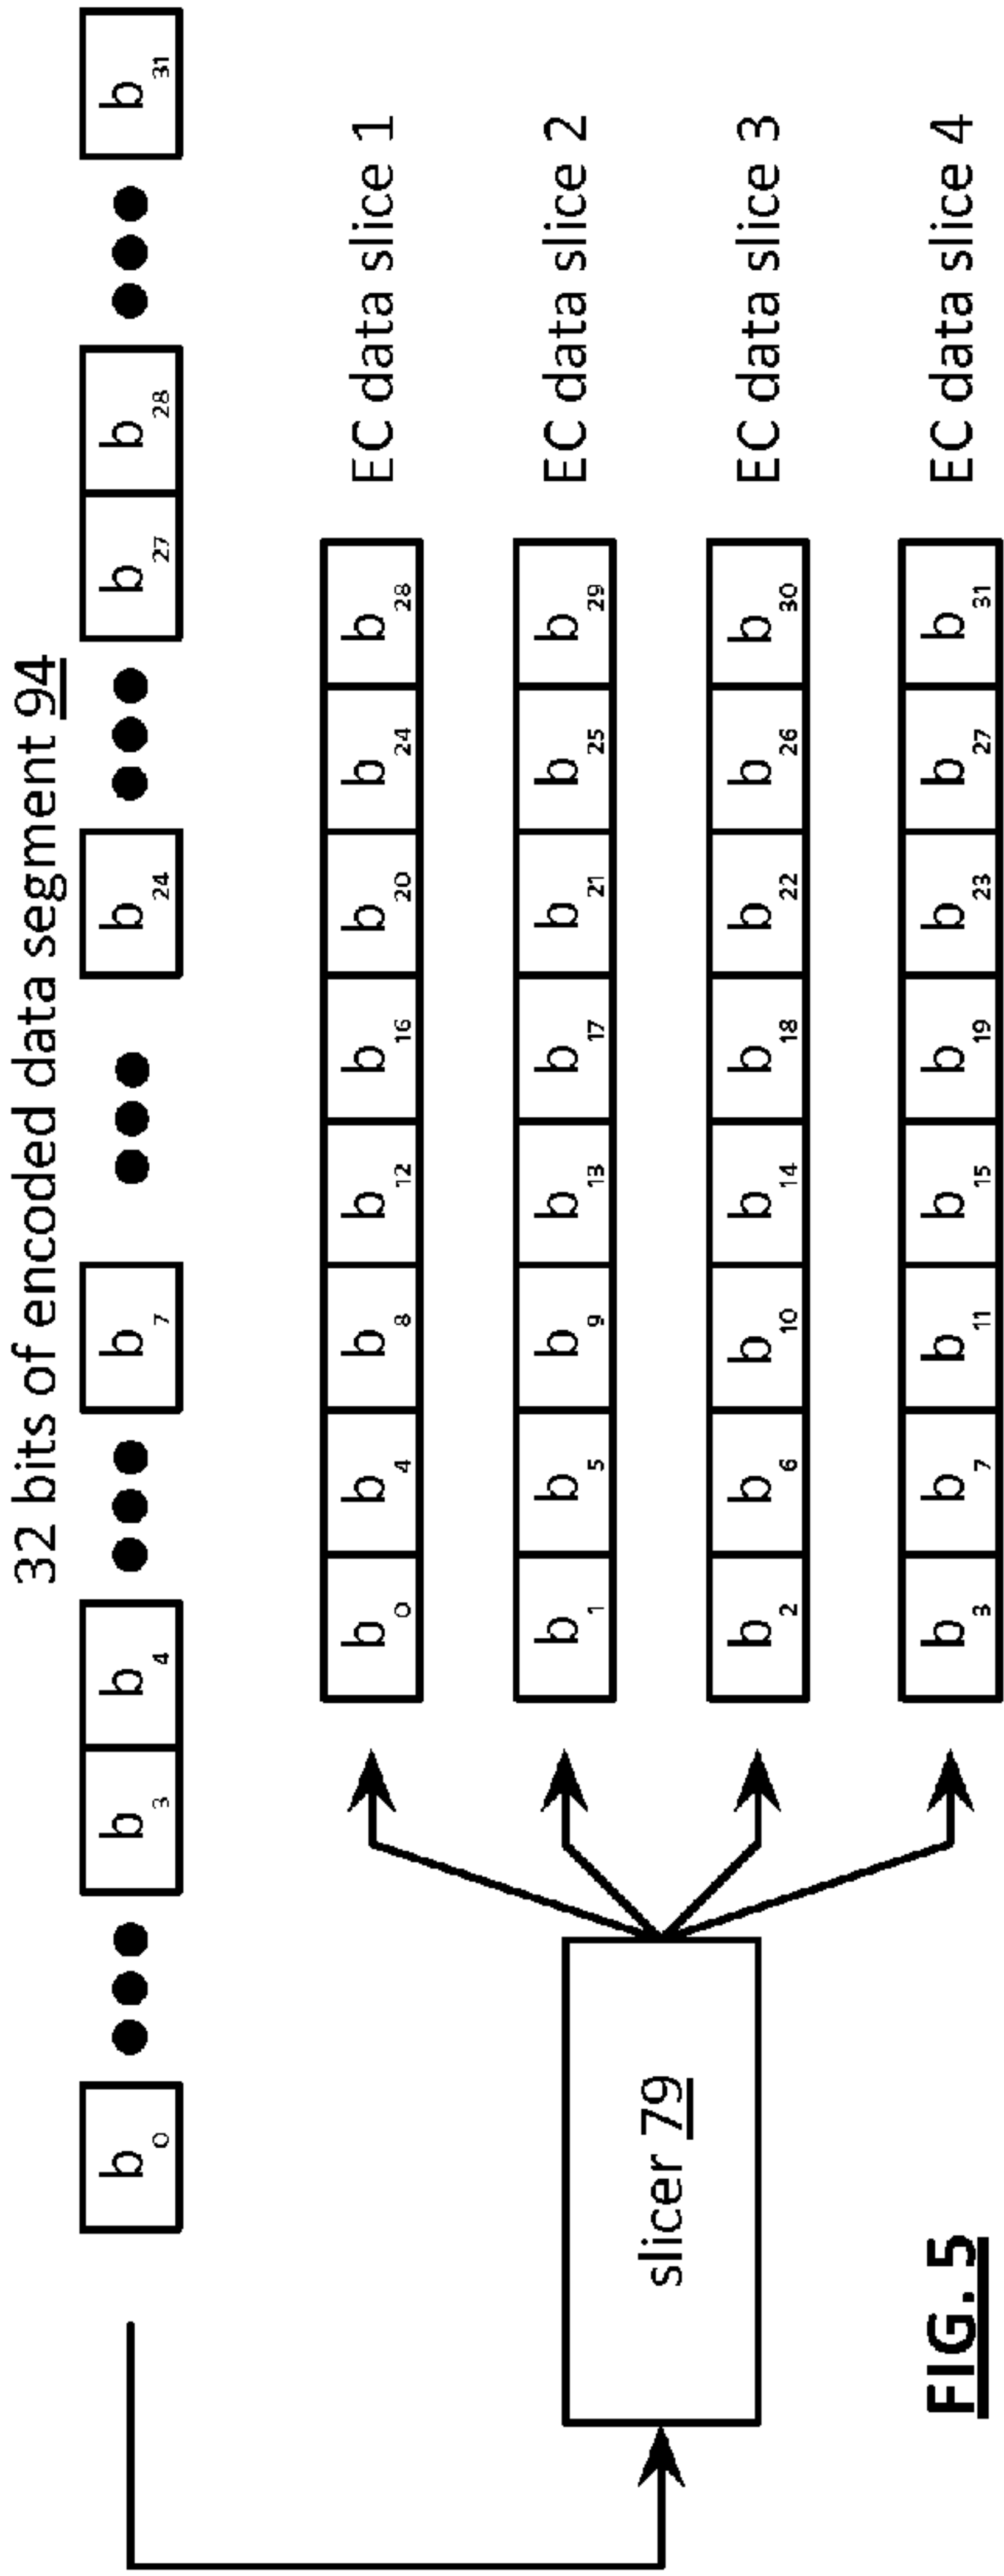 32 bits of encoded data segment 94
b0 ●●● b3 b4 ●●● b7 ●●● b24 ●●● b27 b28 ●●● b31
b0 b4 b8 b12 b16 b20 b24 b28 EC data slice 1
b1 b5 b9 b13 b17 b21 b25 b29 EC data slice 2
slicer 79
b2 b6 b10 b14 b18 b22 b26 b30 EC data slice 3
b3 b7 b11 b15 b19 b23 b27 b31 EC data slice 4
FIG. 5